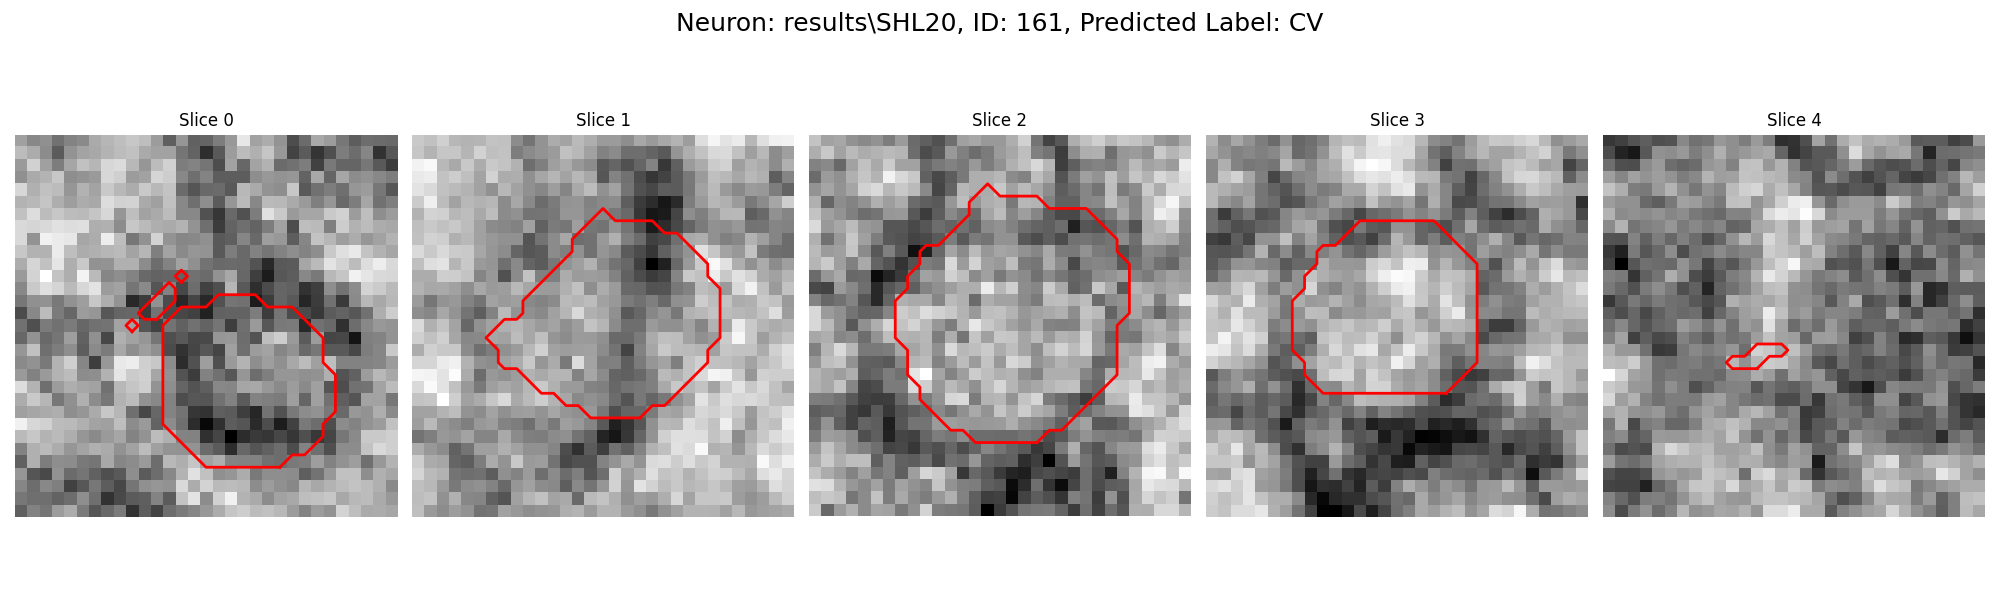 Neuron: results\SHL20, ID: 161, Predicted Label: CV
Slice 0
Slice 1
Slice 2
Slice 3
Slice 4